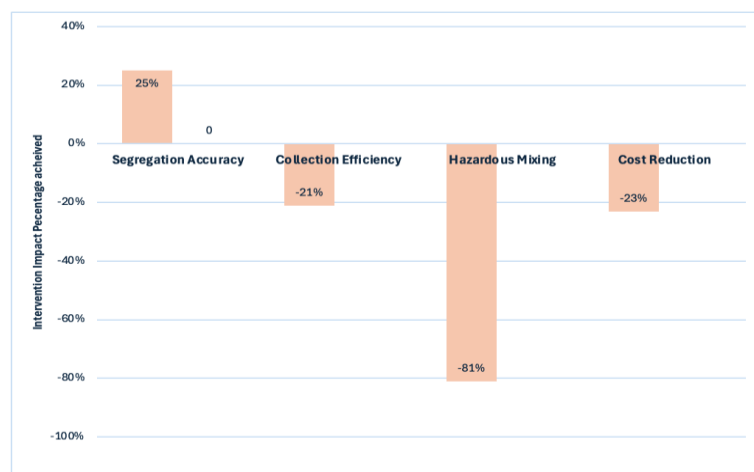 Intervention Impact Pecentage acheived
40%
20%
0%
-20%
-40%
-60%
-80%
-100%
25%
0
Segregation Accuracy
Collection Efficiency
Hazardous Mixing
Cost Reduction
-21%
-23%
-81%